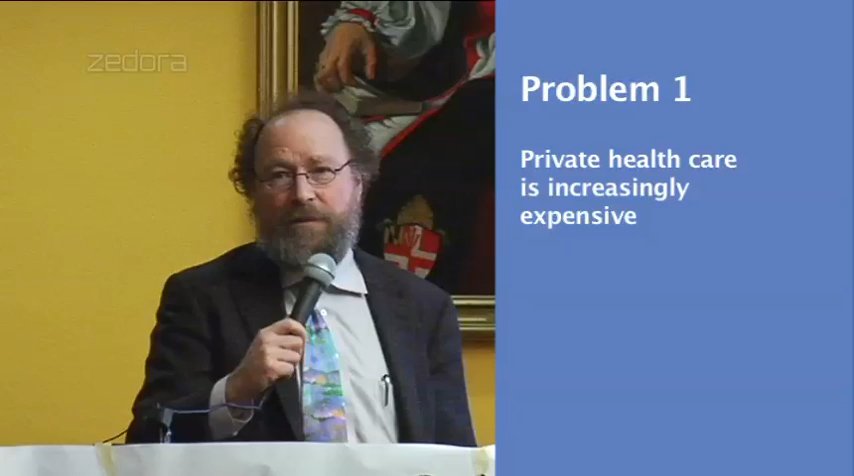 zedora
Problem 1
Private health care
is increasingly
expensive